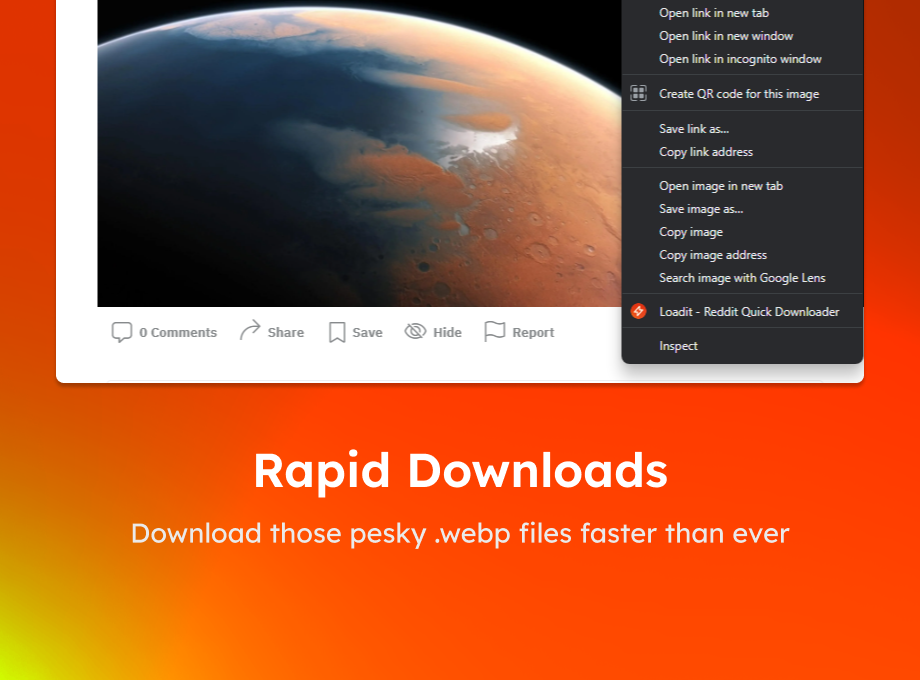 Open link in new tab
Open link in new window
Open link in incognito window
Create QR code for this image
Save link as...
Copy link address
Open image in new tab
Save image as...
Copy image
Copy image address
Search image with Google Lens
Loadit - Reddit Quick Downloader
Inspect
0 Comments Share Save Hide Report
Rapid Downloads
Download those pesky .webp files faster than ever